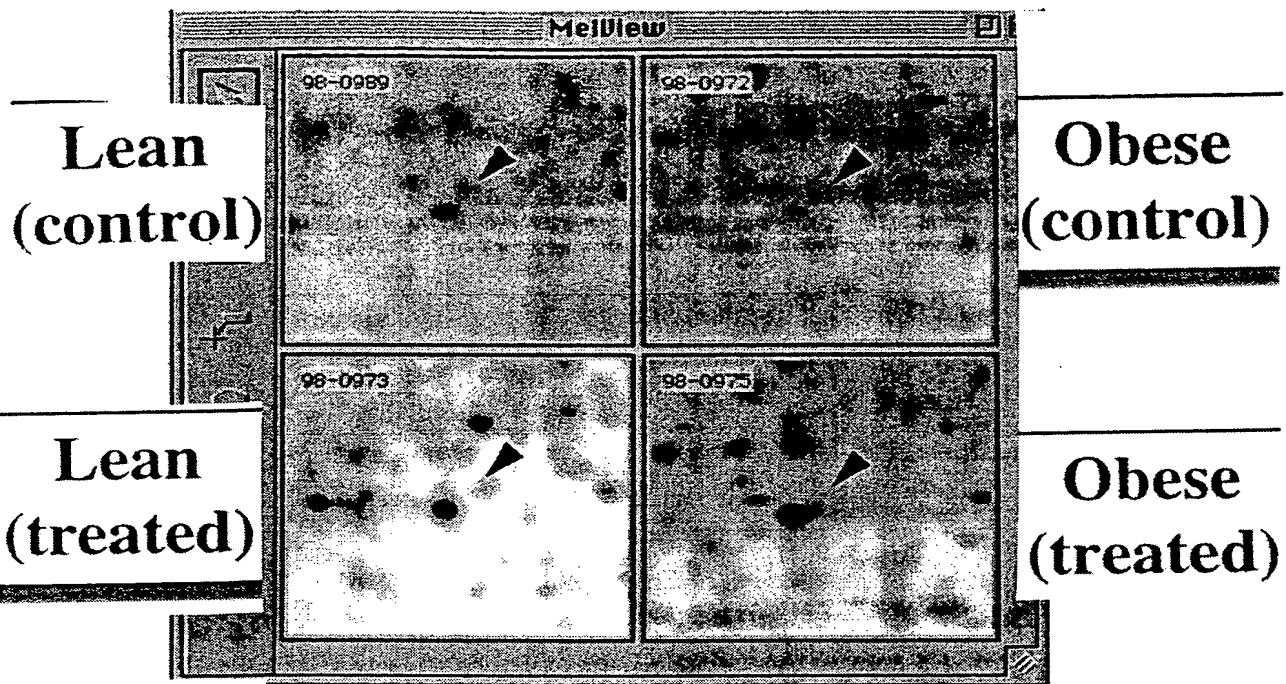 MelView
98-0989
98-0972
Lean
(control)
Obese
(control)
98-0973
98-0975
Lean
(treated)
Obese
(treated)